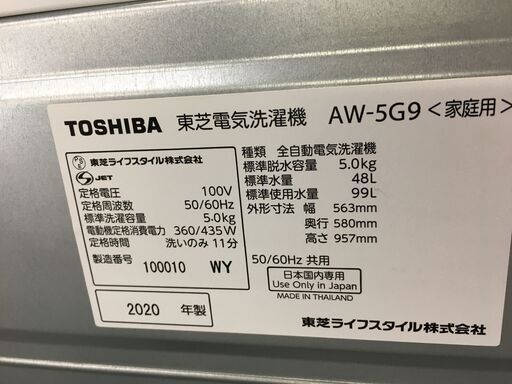 TOSHIBA 東芝電気洗濯機 AW-5G9 <家庭用>
東芝ライフスタイル株式会社
S JET
定格電圧 100V
定格周波数 50/60Hz
標準洗濯容量 5.0kg
電動機定格消費電力 360/435W
定格時間 洗いのみ 11分
製造番号 100010 WY
2020 年製
種類 全自動電気洗濯機
標準脱水容量 5.0kg
標準水量 48L
標準使用水量 99L
外形寸法 幅 563mm
奥行 580mm
高さ 957mm
50/60Hz 共用
日本国内専用
Use Only in Japan
MADE IN THAILAND
東芝ライフスタイル株式会社